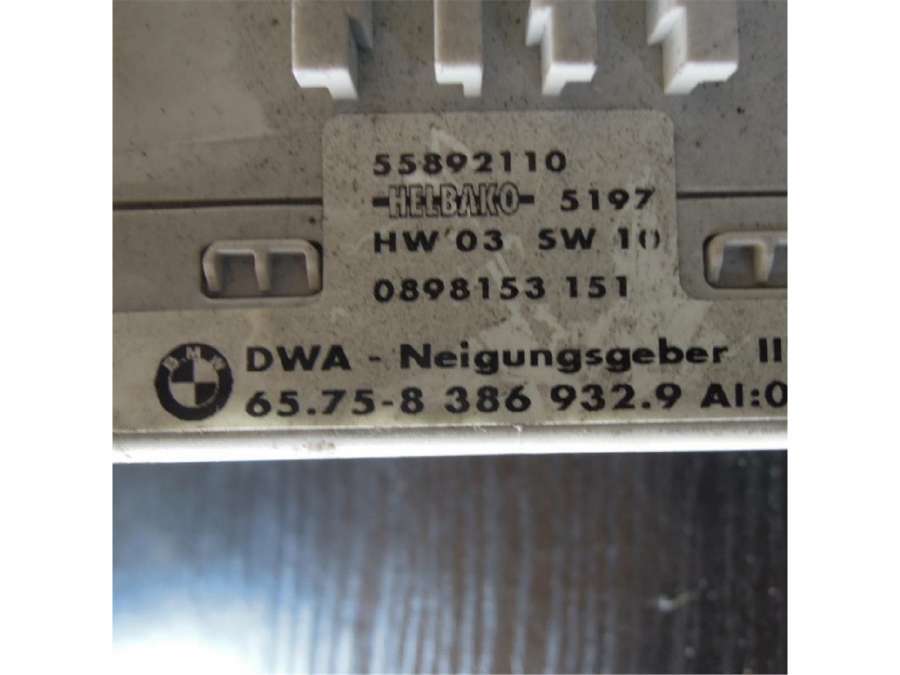 55892110
HELBAKO 5197
HW'03 SW 10
0898153 151
BMW
DWA - Neigungsgeber II
65.75-8 386 932.9 AI:0